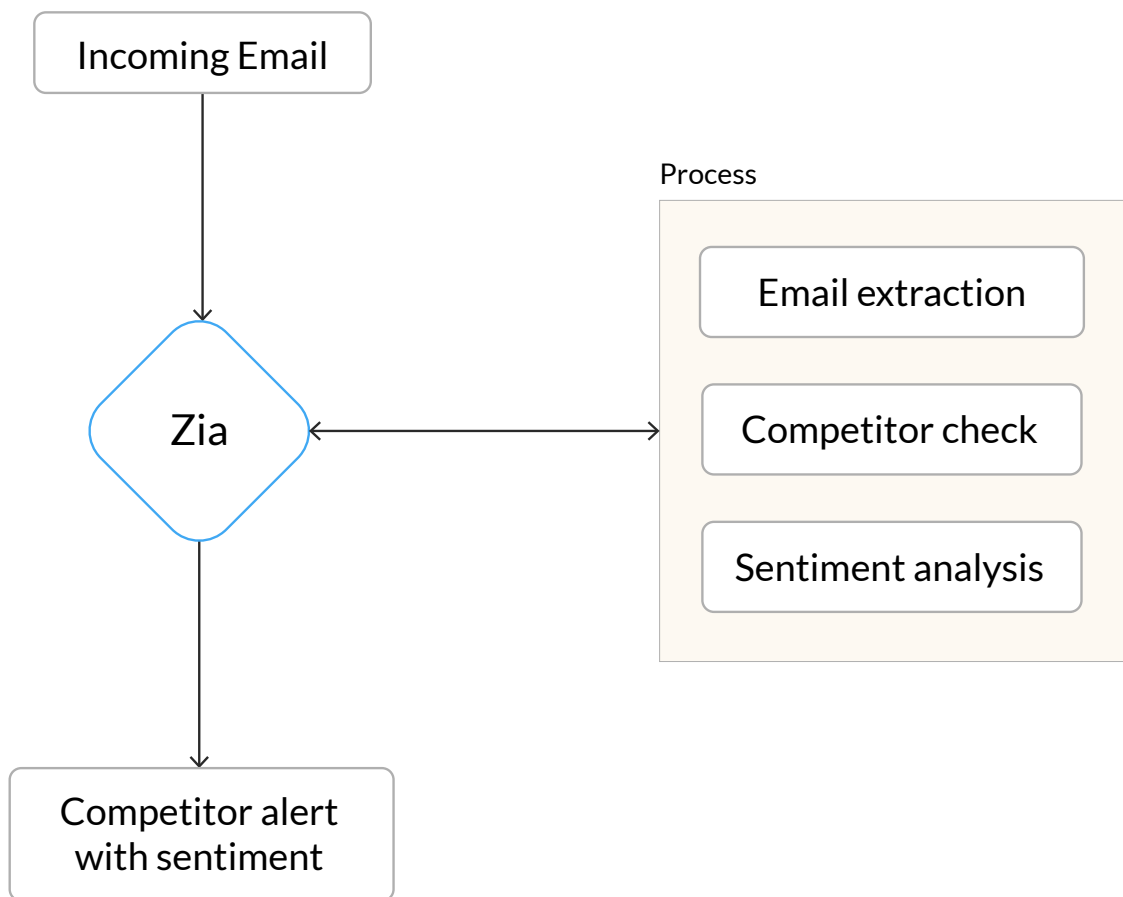 Incoming Email
Process
Email extraction
Zia
Competitor check
Sentiment analysis
Competitor alert
with sentiment